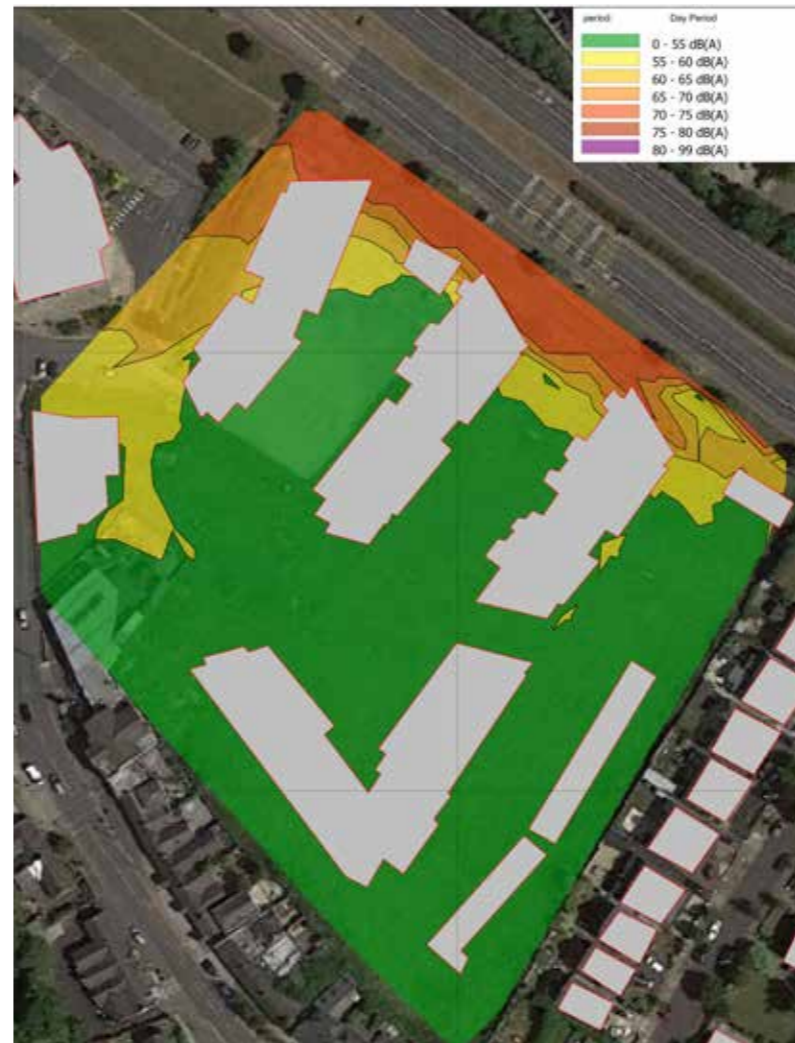 period: Day Period
0 - 55 dB(A)
55 - 60 dB(A)
60 - 65 dB(A)
65 - 70 dB(A)
70 - 75 dB(A)
75 - 80 dB(A)
80 - 99 dB(A)